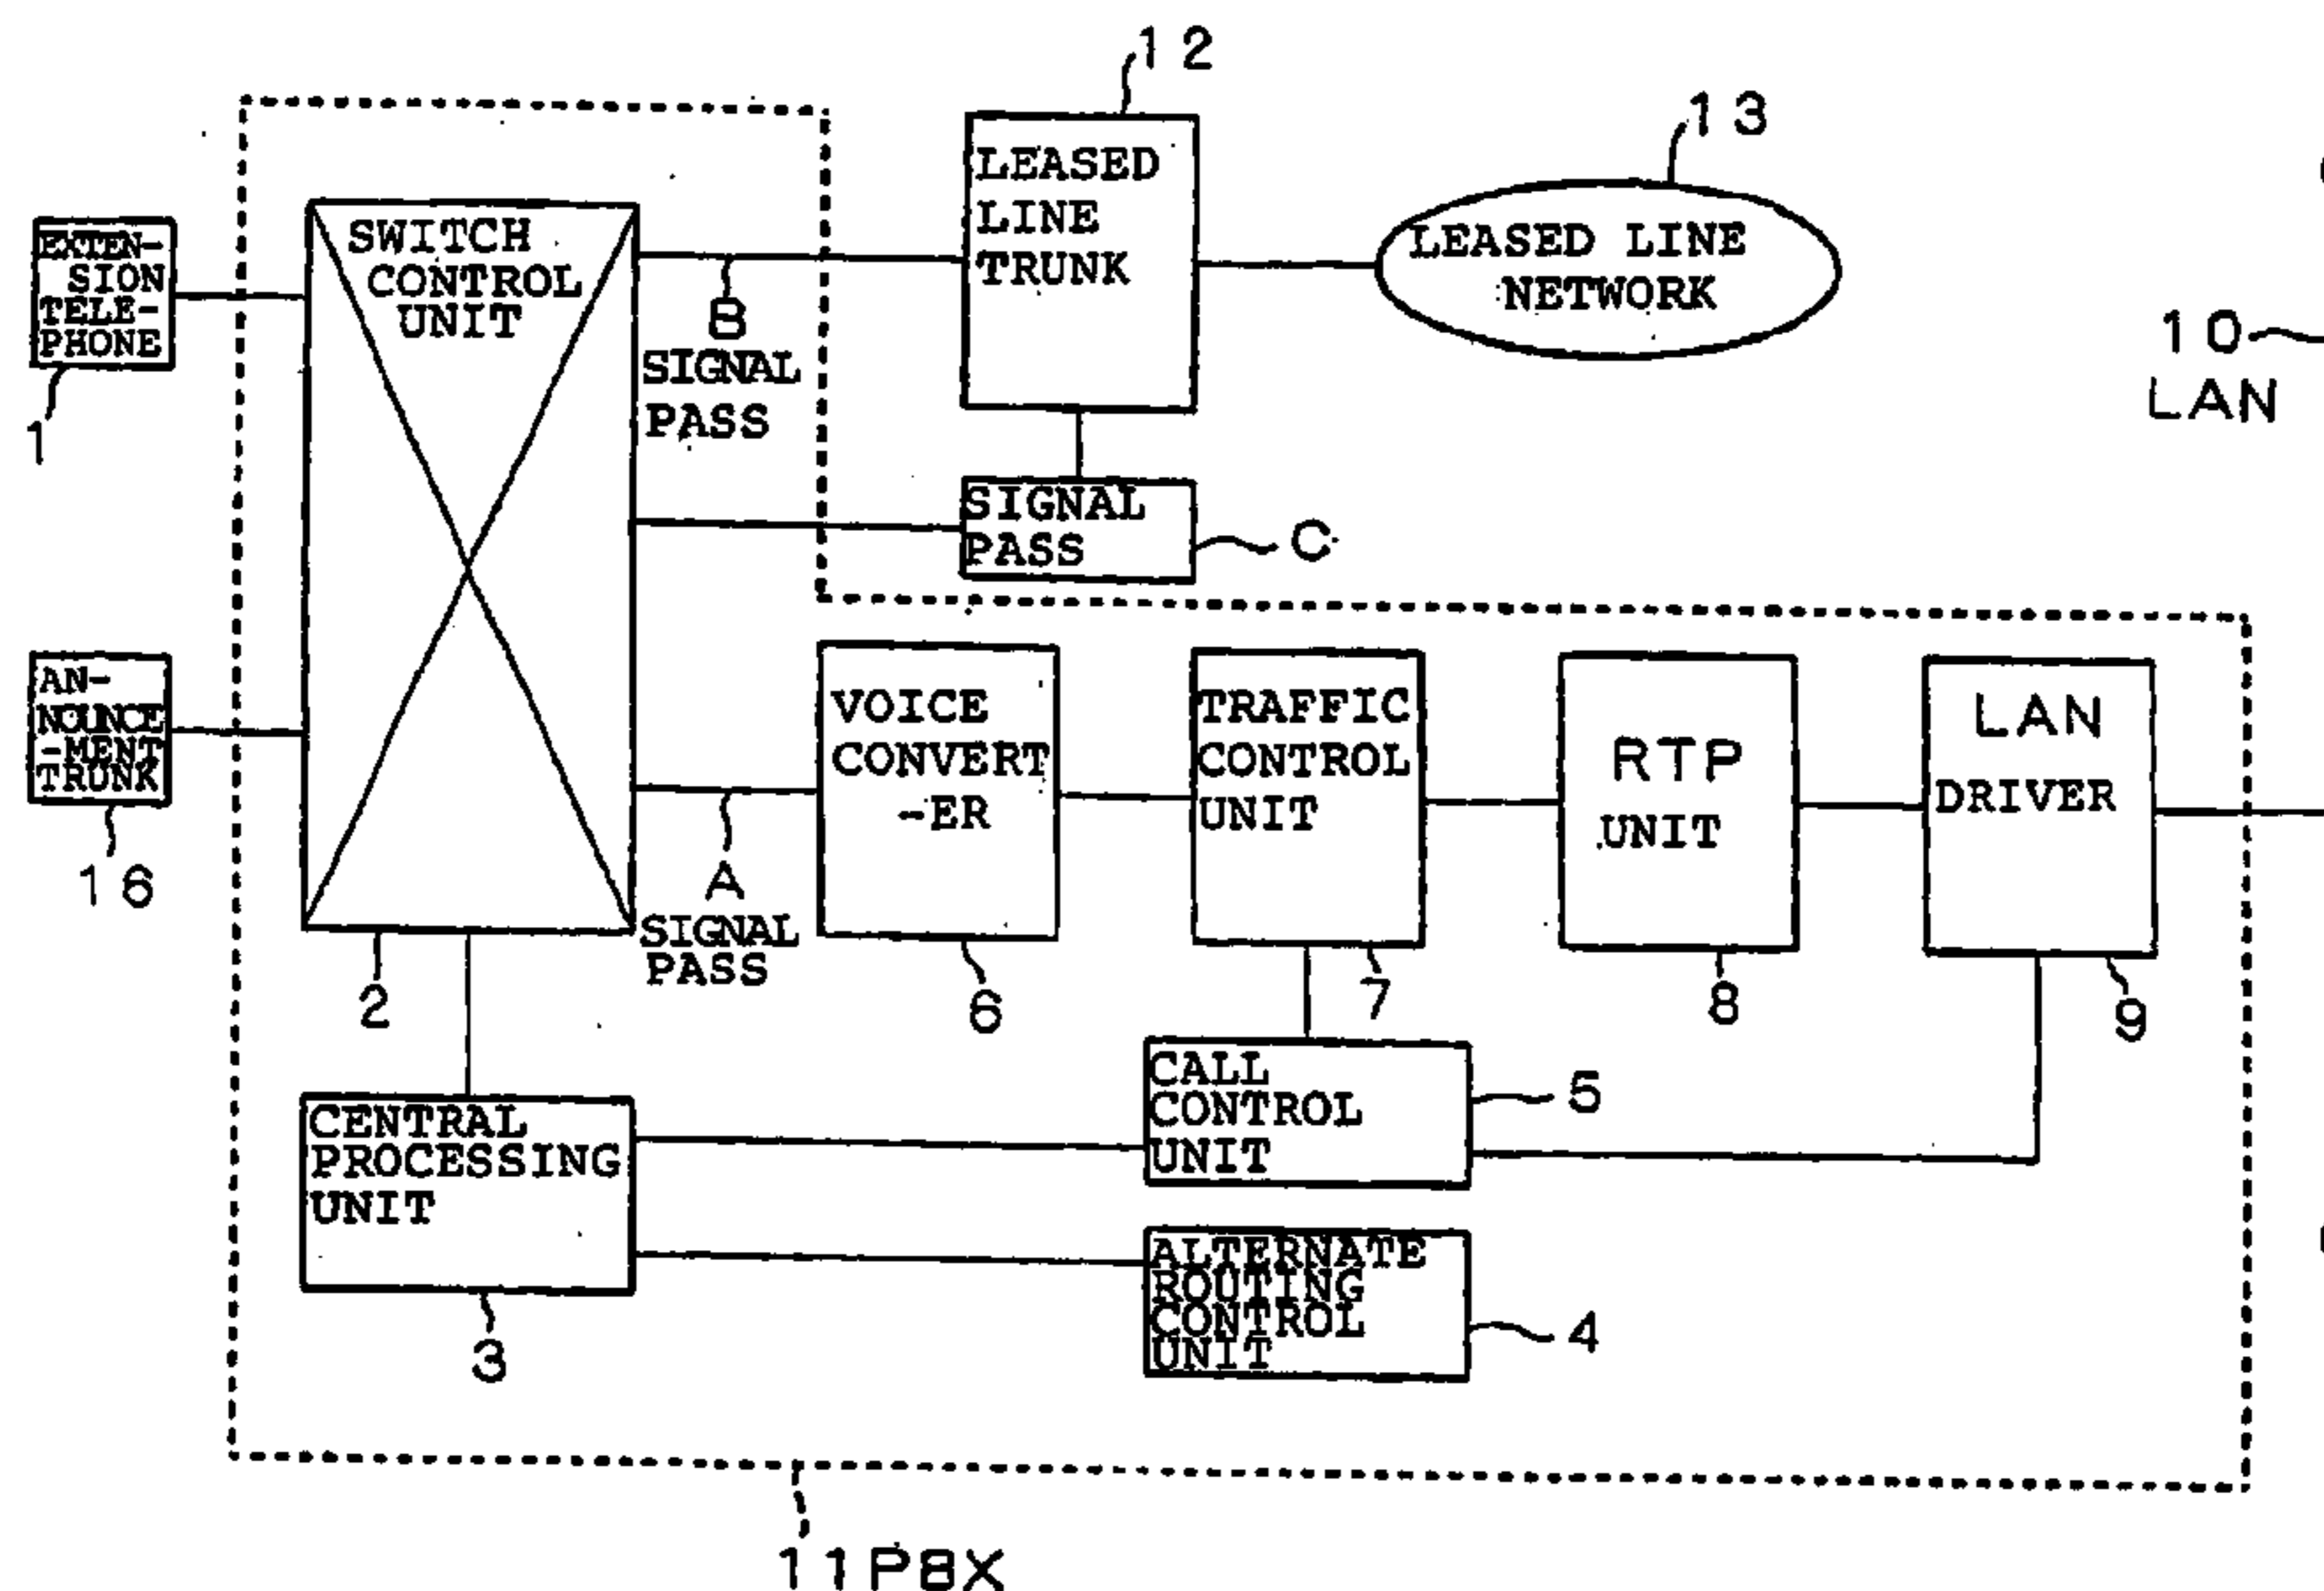 12
13
LEASED
LINE
TRUNK
LEASED LINE
NETWORK
EXTEN-
SION
TELE-
PHONE
1
SWITCH
CONTROL
UNIT
B
SIGNAL
PASS
10
LAN
SIGNAL
PASS
C
AN-
NOUNCE
-MENT
TRUNK
16
A
SIGNAL
PASS
2
VOICE
CONVERT
-ER
6
TRAFFIC
CONTROL
UNIT
7
RTP
UNIT
8
LAN
DRIVER
9
CENTRAL
PROCESSING
UNIT
3
CALL
CONTROL
UNIT
5
ALTERNATE
ROUTING
CONTROL
UNIT
4
11P8X